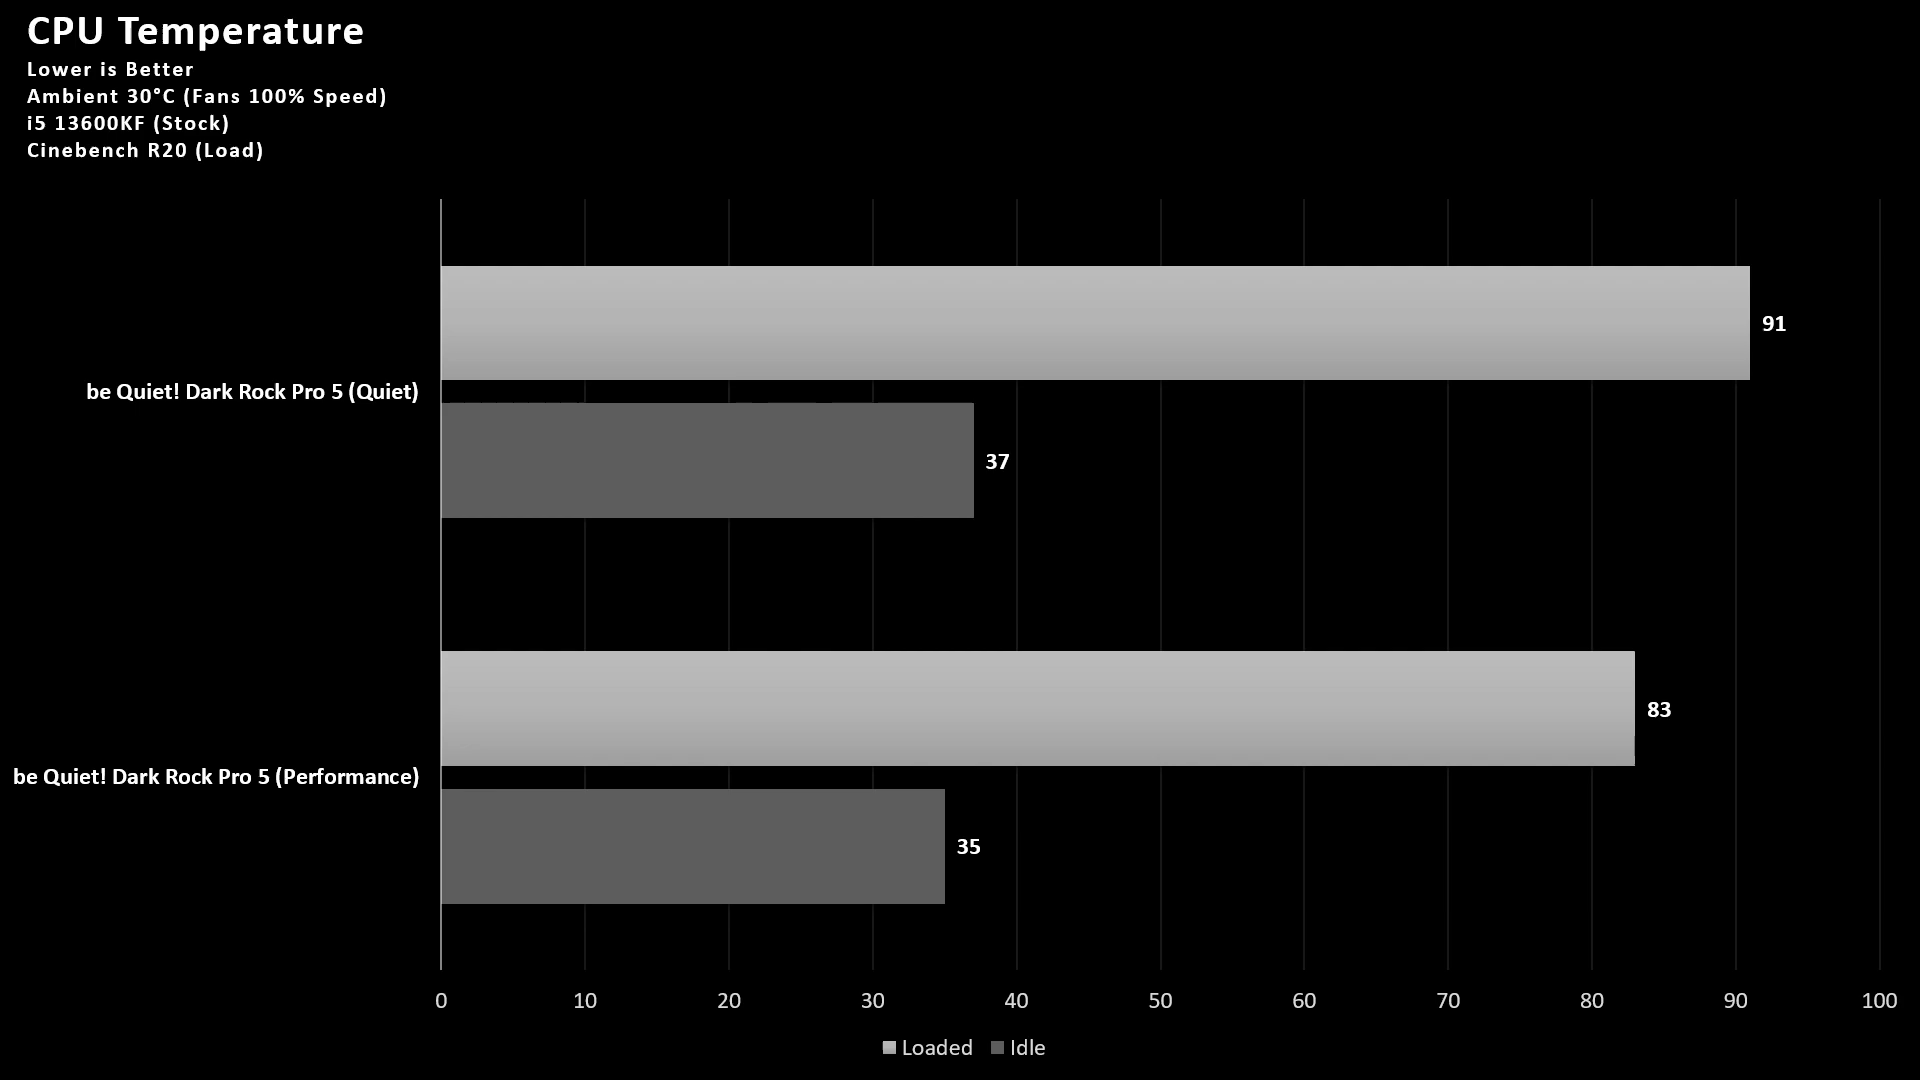 CPU Temperature
Lower is Better
Ambient 30°C (Fans 100% Speed)
i5 13600KF (Stock)
Cinebench R20 (Load)
91
be Quiet! Dark Rock Pro 5 (Quiet)
37
83
be Quiet! Dark Rock Pro 5 (Performance)
35
0 10 20 30 40 50 60 70 80 90 100
Loaded Idle